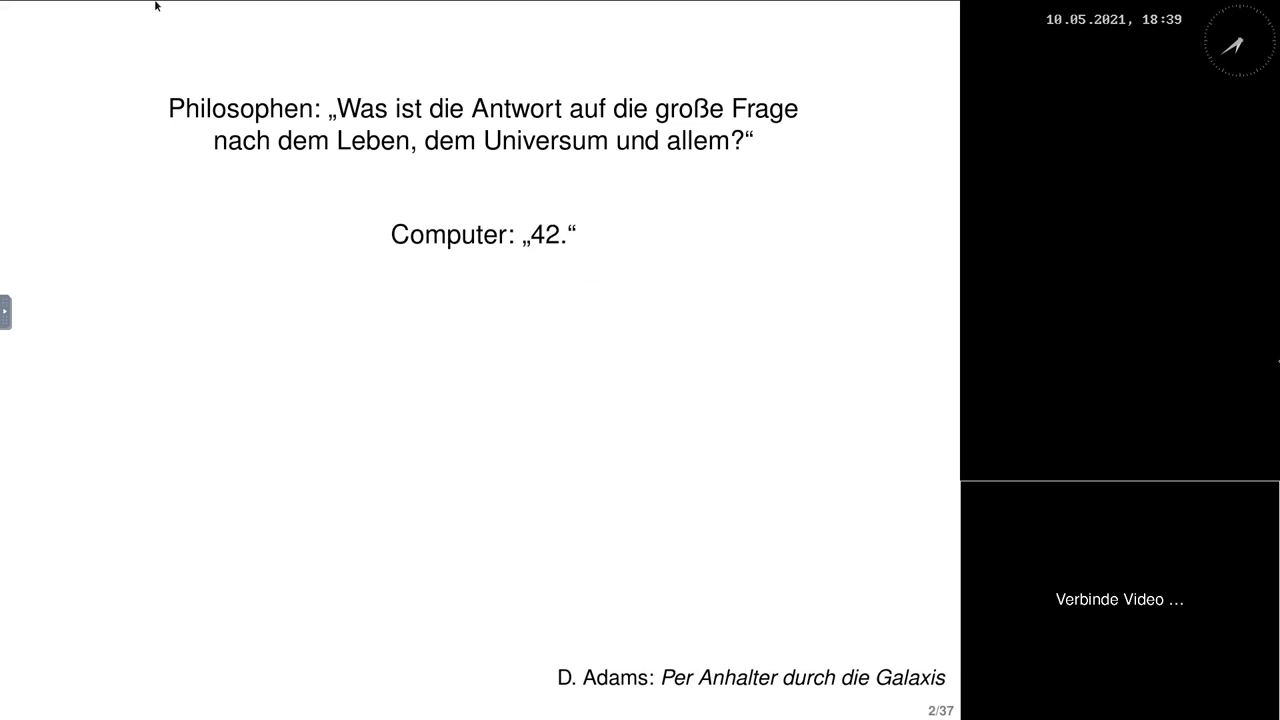 Philosophen: „Was ist die Antwort auf die große Frage
nach dem Leben, dem Universum und allem?“
Computer: „42.“
D. Adams: Per Anhalter durch die Galaxis
2/37
10.05.2021, 18:39
Verbinde Video ...